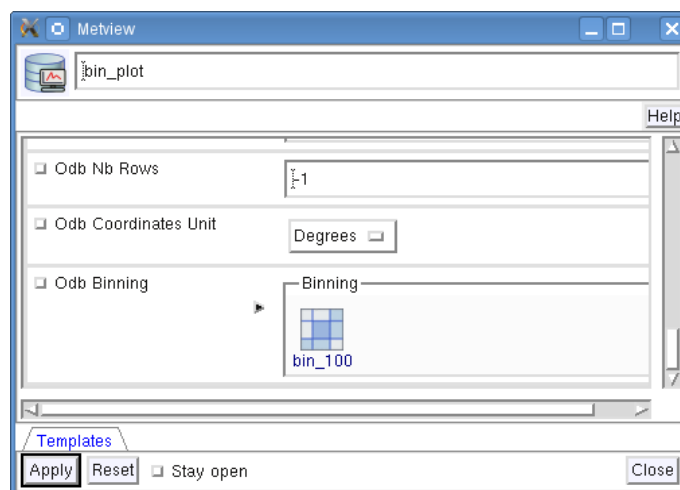 Metview
bin_plot
Help
Odb Nb Rows
-1
Odb Coordinates Unit
Degrees
Odb Binning
Binning
bin_100
Templates
Apply Reset Stay open Close